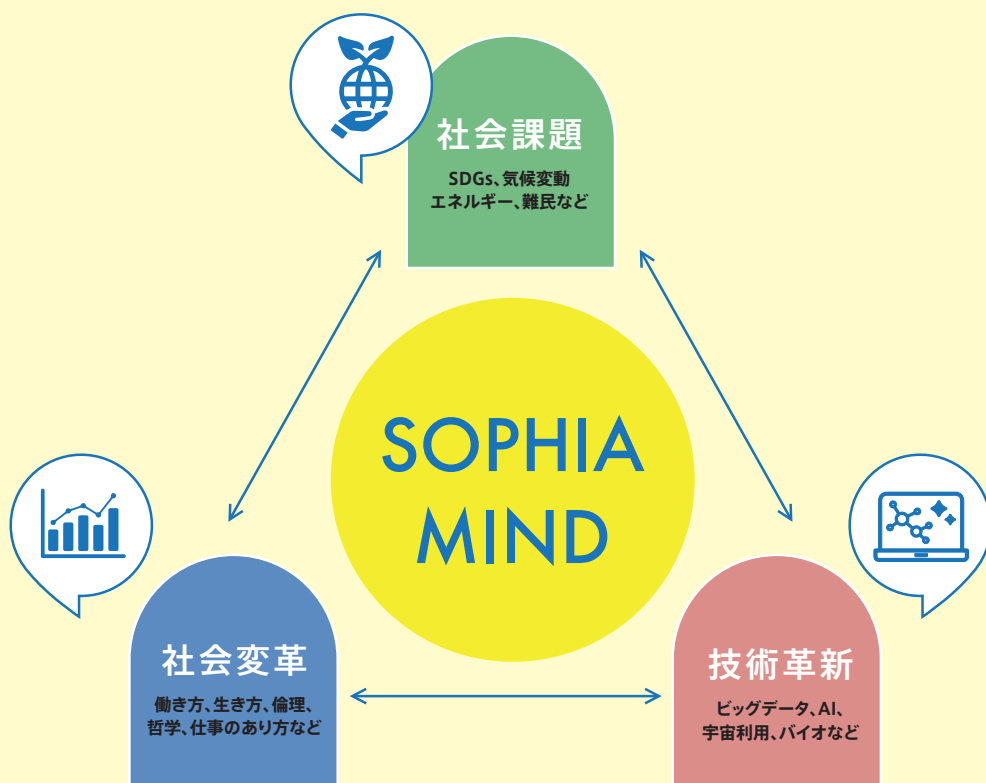 社会課題
SDGs、気候変動
エネルギー、難民など
SOPHIA
MIND
社会変革
働き方、生き方、倫理、
哲学、仕事のあり方など
技術革新
ビッグデータ、AI、
宇宙利用、バイオなど